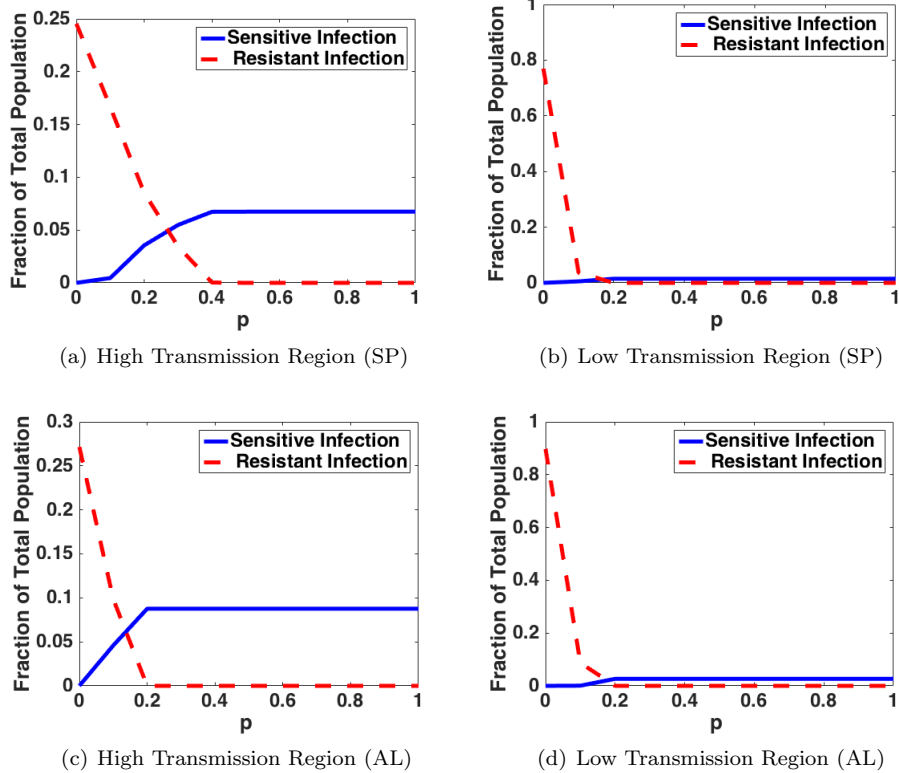 Fraction of Total Population
0.25
0.2
0.15
0.1
0.05
0
Sensitive Infection
Resistant Infection
0 0.2 0.4 0.6 0.8 1
p
(a) High Transmission Region (SP)
Fraction of Total Population
1
0.8
0.6
0.4
0.2
0
Sensitive Infection
Resistant Infection
0 0.2 0.4 0.6 0.8 1
p
(b) Low Transmission Region (SP)
Fraction of Total Population
0.3
0.25
0.2
0.15
0.1
0.05
0
Sensitive Infection
Resistant Infection
0 0.2 0.4 0.6 0.8 1
p
(c) High Transmission Region (AL)
Fraction of Total Population
1
0.8
0.6
0.4
0.2
0
Sensitive Infection
Resistant Infection
0 0.2 0.4 0.6 0.8 1
p
(d) Low Transmission Region (AL)